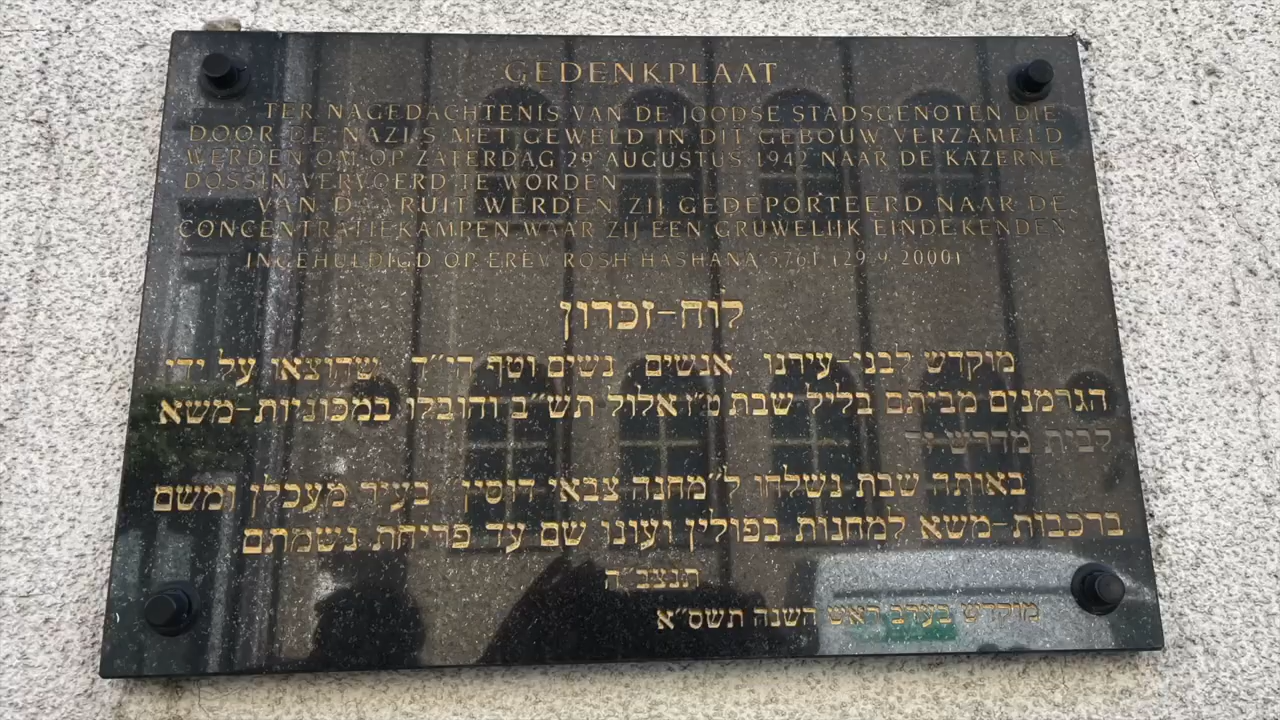 GEDENKPLAAT
TER NAGEDACHTENIS VAN DE JOODSE STADSGENOTEN DIE
DOOR DE NAZI'S MET GEWELD IN DIT GEBOUW VERZAMELD
WERDEN OM OP ZATERDAG 29 AUGUSTUS 1942 NAAR DE KAZERNE
DOSSIN VERVOERD TE WORDEN
VAN DAARUIT WERDEN ZIJ GEDEPORTEERD NAAR DE
CONCENTRATIEKAMPEN WAAR ZIJ EEN GRUWELIJK EINDE KENDEN
INGEHULDIGD OP EREV ROSH HASHANA 5761 (29.9.2000)
לוח-זכרון
מוקדש לבני-עירנו אנשים נשים וטף הי״ד שהוצאו על ידי
הגרמנים מביתם בליל שבת ט״ז אלול תש״ב והובלו במכוניות-משא
לבית מדרש זה
באותה שבת נשלחו ל״מחנה צבאי דוסין״ בעיר מעכלן ומשם
ברכבות-משא למחנות בפולין ועונו שם עד פריחת נשמתם
תנצב״ה
מוקדש בערב ראש השנה תשס״א